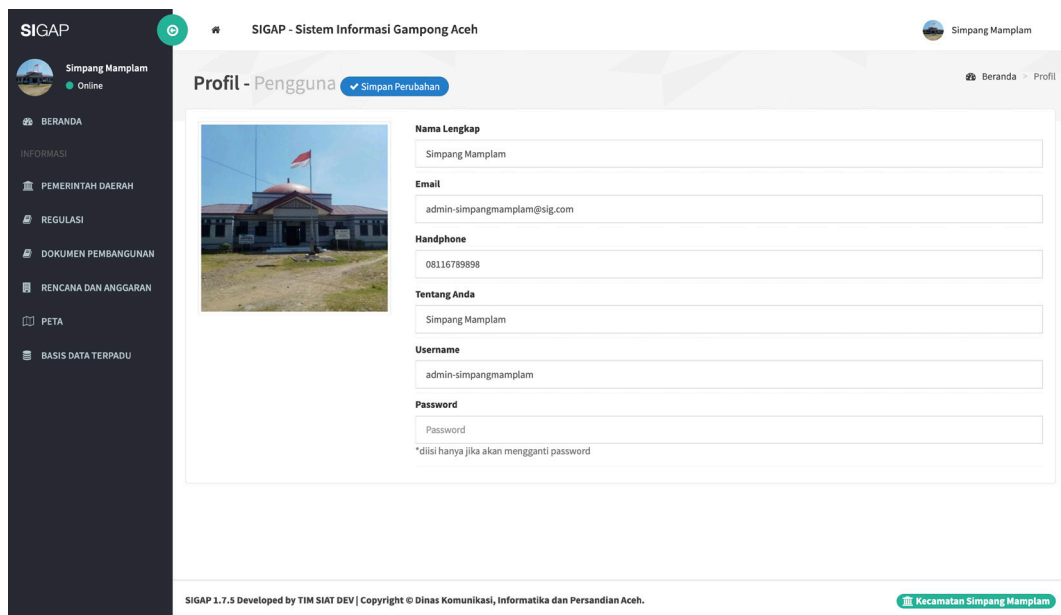 SIGAP
SIGAP - Sistem Informasi Gampong Aceh
Simpang Mamplam
Simpang Mamplam
Online
Profil - Pengguna
Simpan Perubahan
Beranda > Profil
BERANDA
INFORMASI
PEMERINTAH DAERAH
REGULASI
DOKUMEN PEMBANGUNAN
RENCANA DAN ANGGARAN
PETA
BASIS DATA TERPADU
Nama Lengkap
Simpang Mamplam
Email
admin-simpangmamplam@sig.com
Handphone
08116789898
Tentang Anda
Simpang Mamplam
Username
admin-simpangmamplam
Password
Password
*diisi hanya jika akan mengganti password
SIGAP 1.7.5 Developed by TIM SIAT DEV | Copyright © Dinas Komunikasi, Informatika dan Persandian Aceh.
Kecamatan Simpang Mamplam